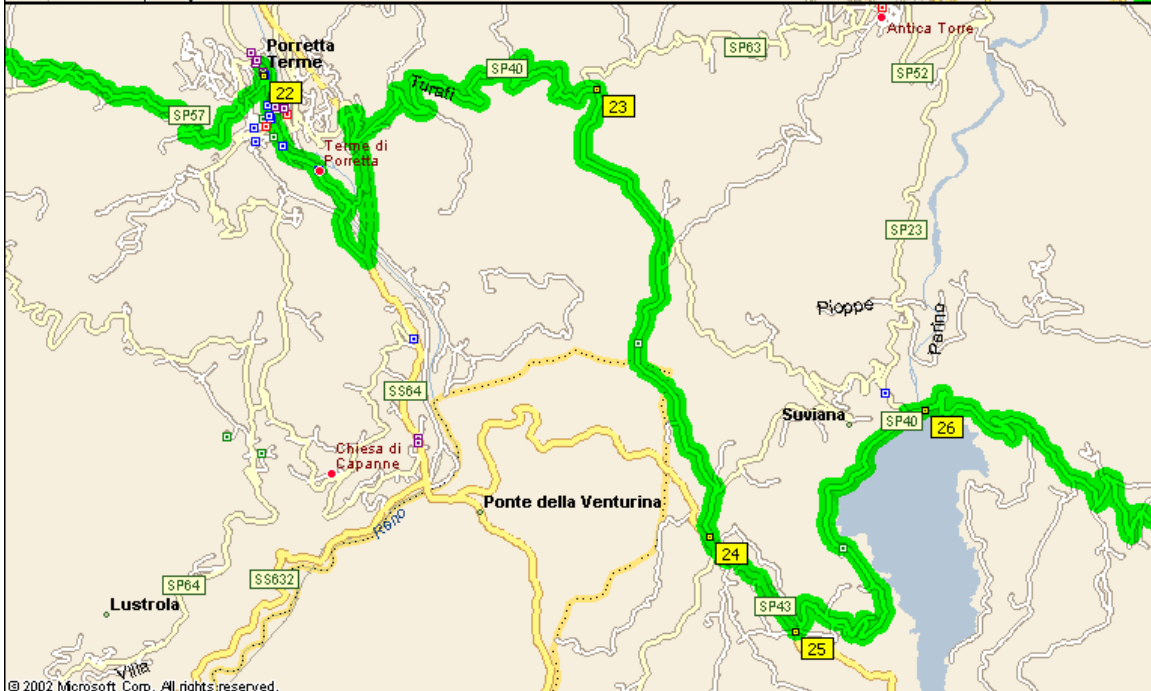 Antica Torre
Porretta
Terme
SP63
SP40
SP52
Turati
22
23
SP57
Terme di
Porretta
SP23
Pioppe
Perino
SS64
Suviana
SP40
26
Chiesa di
Capanne
Ponte della Venturina
Reno
24
SP64
SS632
SP43
Lustrola
25
Villa
© 2002 Microsoft Corp. All rights reserved.